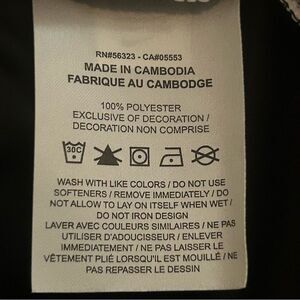 RN#56323 - CA#05553
MADE IN CAMBODIA
FABRIQUE AU CAMBODGE
100% POLYESTER
EXCLUSIVE OF DECORATION /
DECORATION NON COMPRISE
30C
WASH WITH LIKE COLORS / DO NOT USE
SOFTENERS / REMOVE IMMEDIATELY / DO
NOT ALLOW TO LAY ON ITSELF WHEN WET /
DO NOT IRON DESIGN
LAVER AVEC COULEURS SIMILAIRES / NE PAS
UTILISER D'ADOUCISSEUR / ENLEVER
IMMEDIATEMENT / NE PAS LAISSER LE
VÊTEMENT PLIÉ LORSQU'IL EST MOUILLÉ / NE
PAS REPASSER LE DESSIN